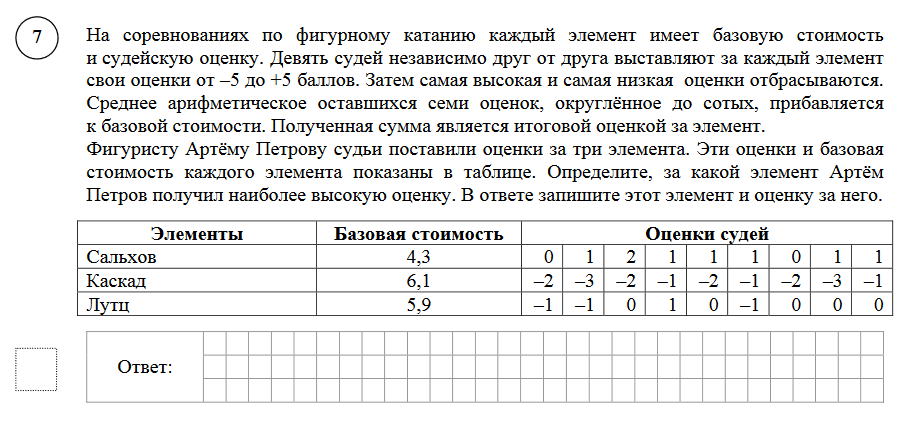 7
На соревнованиях по фигурному катанию каждый элемент имеет базовую стоимость
и судейскую оценку. Девять судей независимо друг от друга выставляют за каждый элемент
свои оценки от –5 до +5 баллов. Затем самая высокая и самая низкая оценки отбрасываются.
Среднее арифметическое оставшихся семи оценок, округлённое до сотых, прибавляется
к базовой стоимости. Полученная сумма является итоговой оценкой за элемент.
Фигуристу Артёму Петрову судьи поставили оценки за три элемента. Эти оценки и базовая
стоимость каждого элемента показаны в таблице. Определите, за какой элемент Артём
Петров получил наиболее высокую оценку. В ответе запишите этот элемент и оценку за него.
Элементы Базовая стоимость Оценки судей
Сальхов 4,3 0 1 2 1 1 1 0 1 1
Каскад 6,1 –2 –3 –2 –1 –2 –1 –2 –3 –1
Лутц 5,9 –1 –1 0 1 0 –1 0 0 0
Ответ: